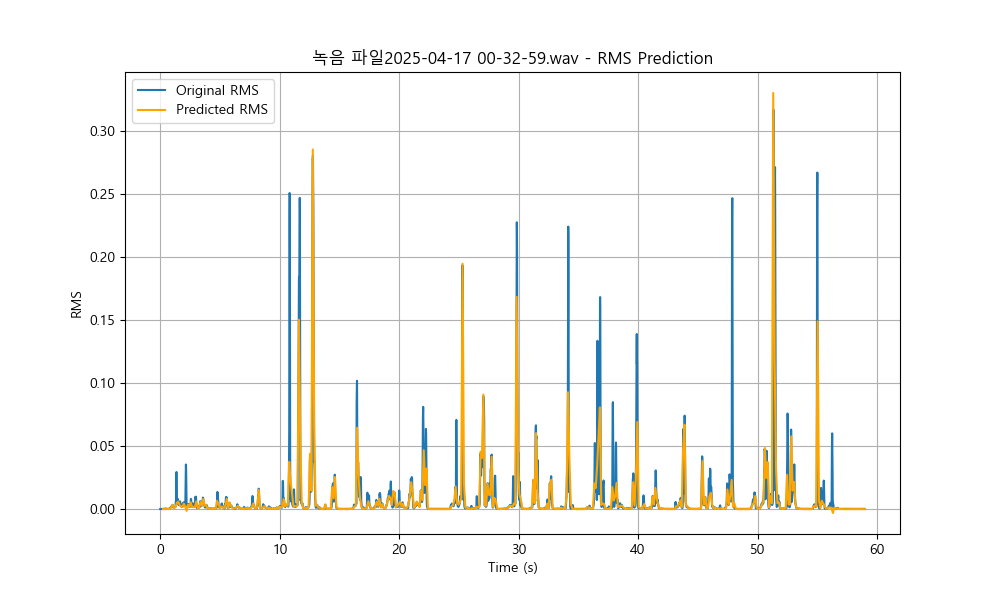 녹음 파일2025-04-17 00-32-59.wav - RMS Prediction
Original RMS
Predicted RMS
0.30
0.25
0.20
0.15
0.10
0.05
0.00
RMS
0 10 20 30 40 50 60
Time (s)